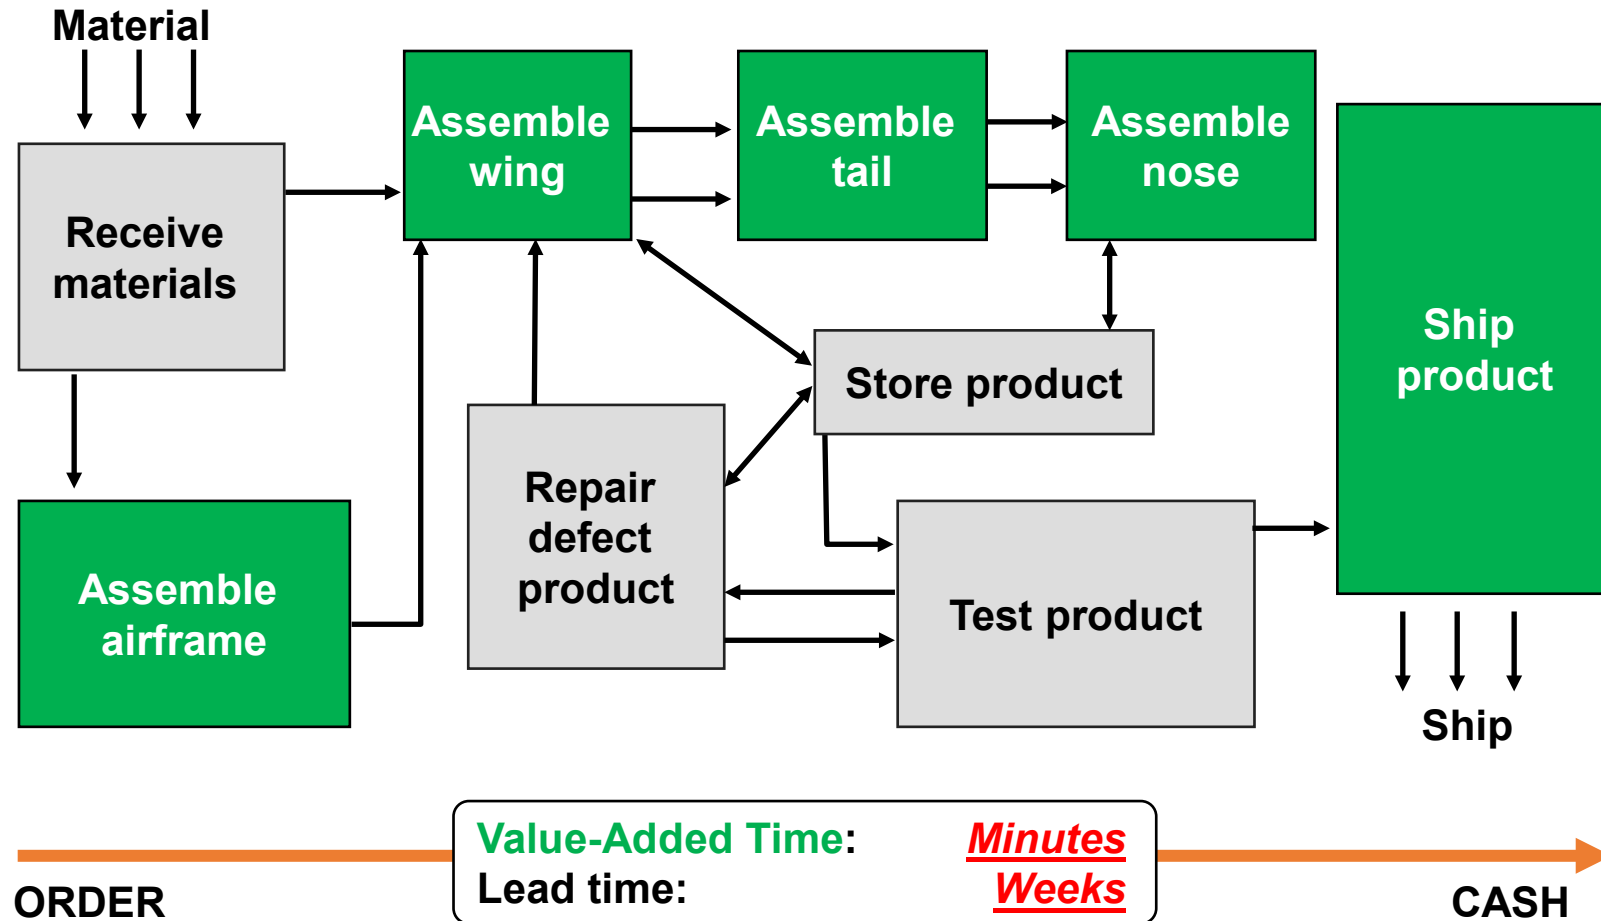 Material
Receive
materials
Assemble
wing
Assemble
tail
Assemble
nose
Ship
product
Store product
Repair
defect
product
Assemble
airframe
Test product
Ship
Value-Added Time: Minutes
Lead time: Weeks
ORDER
CASH